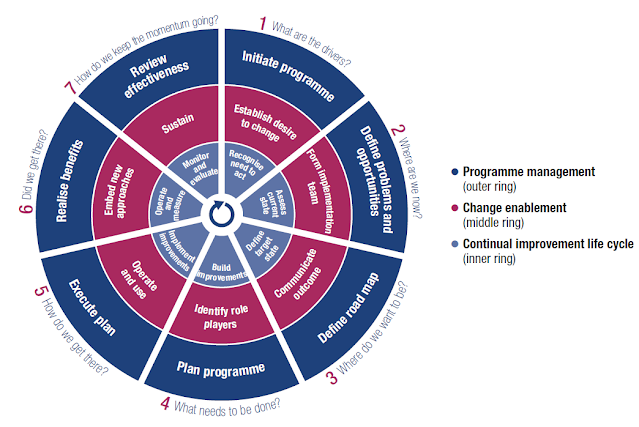 1 What are the drivers?
Initiate programme
Establish desire
to change
Recognise
need to
act
2 Where are we now?
Define problems and
opportunities
Form implementation
team
Assess
current
state
3 Where do we want to be?
Define road map
Communicate
outcome
Define
target
state
4 What needs to be done?
Plan programme
Identify role
players
Build
improvements
5 How do we get there?
Execute plan
Operate
and use
Implement
improvements
6 Did we get there?
Realise benefits
Embed new
approaches
Operate
and
measure
7 How do we keep the momentum going?
Review
effectiveness
Sustain
Monitor
and
evaluate
Programme management
(outer ring)
Change enablement
(middle ring)
Continual improvement life cycle
(inner ring)